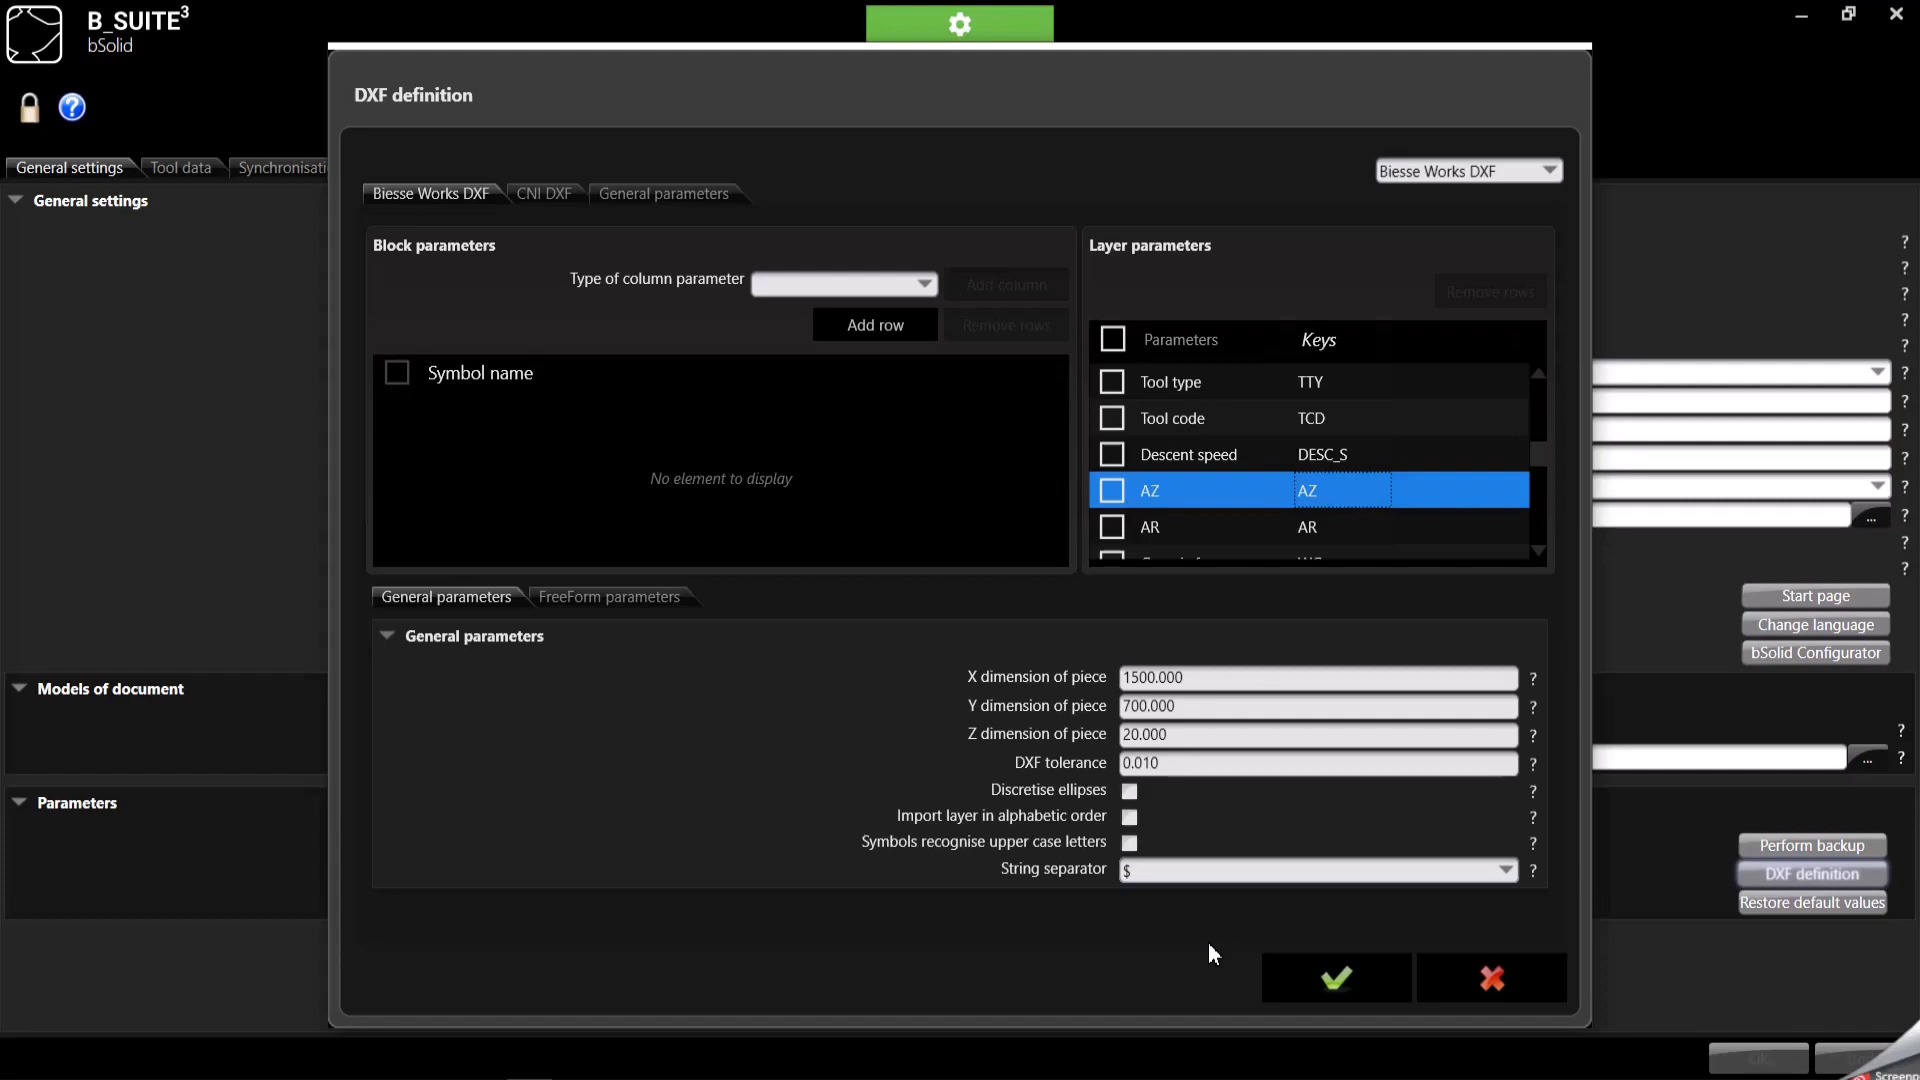 B_SUITE³
bSolid
DXF definition
Biesse Works DXF
General settings
Tool data
Synchronisati
Biesse Works DXF
CNI DXF
General parameters
General settings
Block parameters
Layer parameters
Type of column parameter
Add column
Remove rows
Add row
Remove rows
Parameters
Keys
Symbol name
Tool type
TTY
Tool code
TCD
Descent speed
DESC_S
No element to display
AZ
AZ
AR
AR
General parameters
FreeForm parameters
Start page
Change language
bSolid Configurator
General parameters
X dimension of piece
1500.000
?
Models of document
Y dimension of piece
700.000
?
Z dimension of piece
20.000
?
DXF tolerance
0.010
?
Discretise ellipses
?
Parameters
Import layer in alphabetic order
?
Symbols recognise upper case letters
?
Perform backup
String separator
$
?
DXF definition
Restore default values
?
?
?
?
?
?
?
?
?
?
...
?
?
?
?
...
?
Screenp